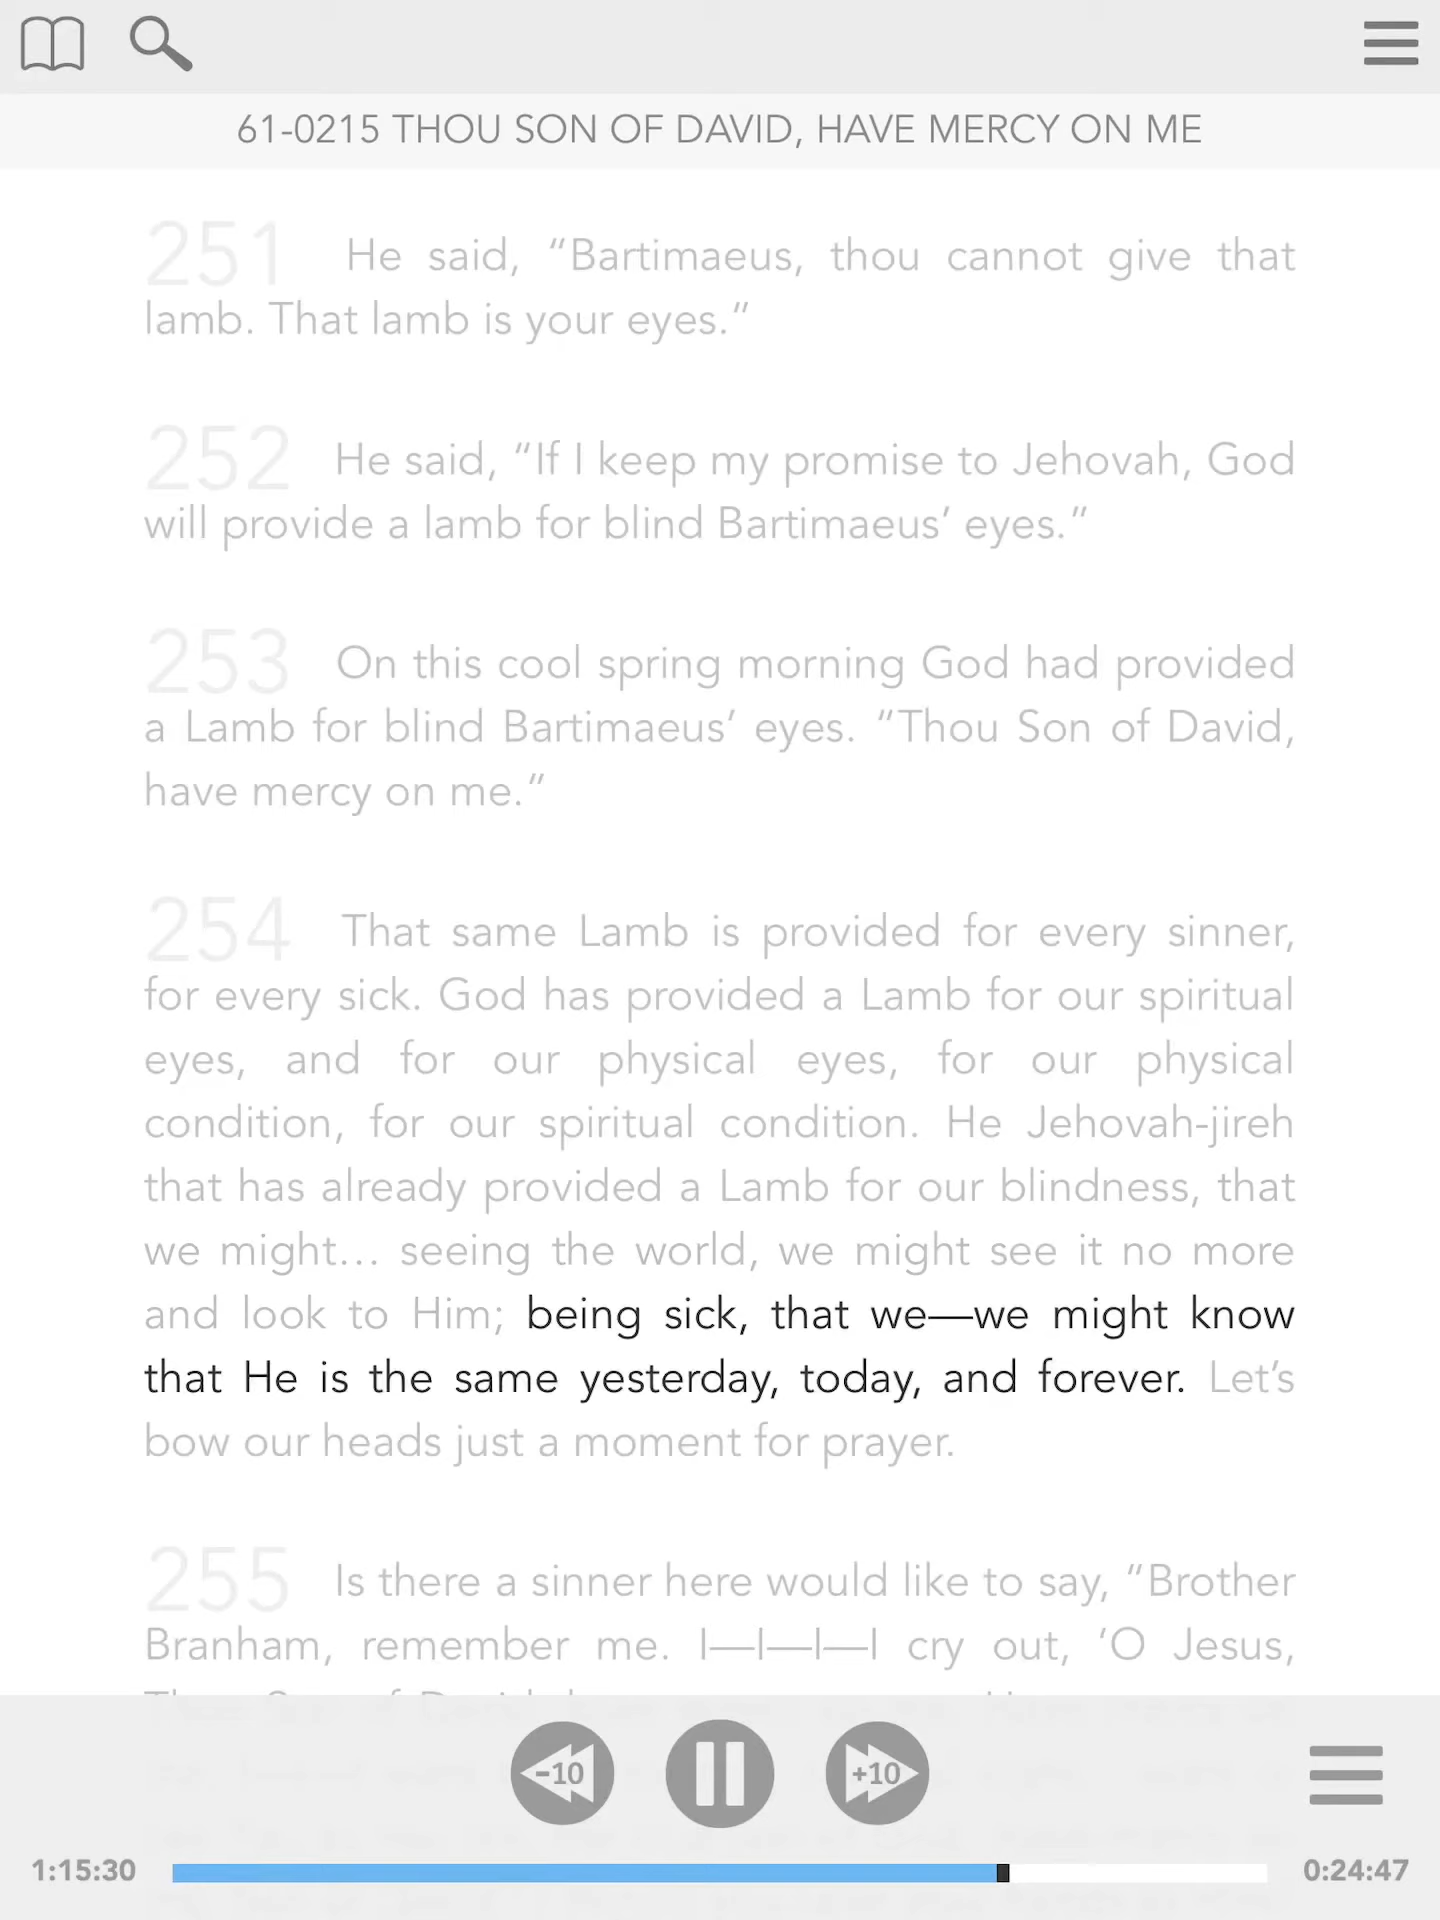 61-0215 THOU SON OF DAVID, HAVE MERCY ON ME
251 He said, “Bartimaeus, thou cannot give that
lamb. That lamb is your eyes.”
252 He said, “If I keep my promise to Jehovah, God
will provide a lamb for blind Bartimaeus’ eyes.”
253 On this cool spring morning God had provided
a Lamb for blind Bartimaeus’ eyes. “Thou Son of David,
have mercy on me.”
254 That same Lamb is provided for every sinner,
for every sick. God has provided a Lamb for our spiritual
eyes, and for our physical eyes, for our physical
condition, for our spiritual condition. He Jehovah-jireh
that has already provided a Lamb for our blindness, that
we might… seeing the world, we might see it no more
and look to Him; being sick, that we—we might know
that He is the same yesterday, today, and forever. Let’s
bow our heads just a moment for prayer.
255 Is there a sinner here would like to say, “Brother
Branham, remember me. I—I—I—I cry out, ‘O Jesus,
-10
+10
1:15:30
0:24:47